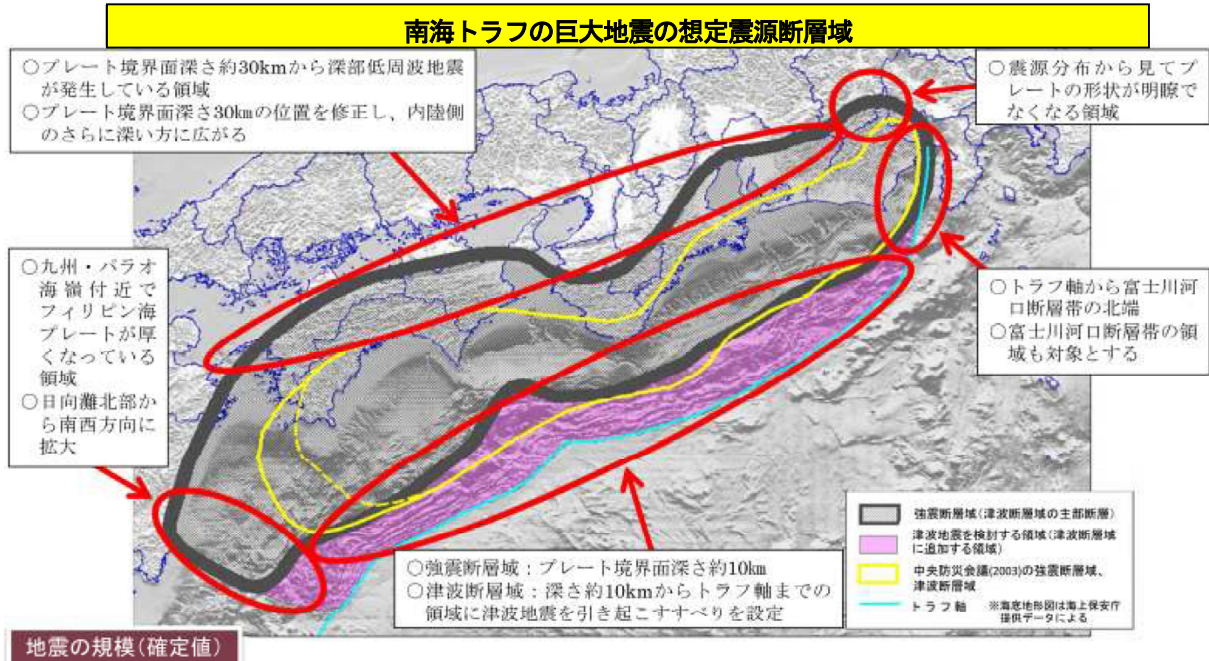 南海トラフの巨大地震の想定震源断層域
○プレート境界面深さ約30kmから深部低周波地震
が発生している領域
○プレート境界面深さ30kmの位置を修正し、内陸側
のさらに深い方に広がる
○震源分布から見てプ
レートの形状が明瞭で
でなくなる領域
○九州・パラオ
海嶺付近で
フィリピン海
プレートが厚
くなっている
領域
○日向灘北部か
ら南西方向に
拡大
○トラフ軸から富士川河
口断層帯の北端
○富士川河口断層帯の領
域も対象とする
○強震断層域：プレート境界面深さ約10km
○津波断層域：深さ約10kmからトラフ軸までの
領域に津波地震を引き起こすすべりを設定
強震断層域(津波断層域の主部断層)
津波地震を検討する領域(津波断層域
に追加する領域)
中央防災会議(2003)の強震断層域、
津波断層域
トラフ軸 ※海底地形図は海上保安庁
提供データによる
地震の規模(確定値)